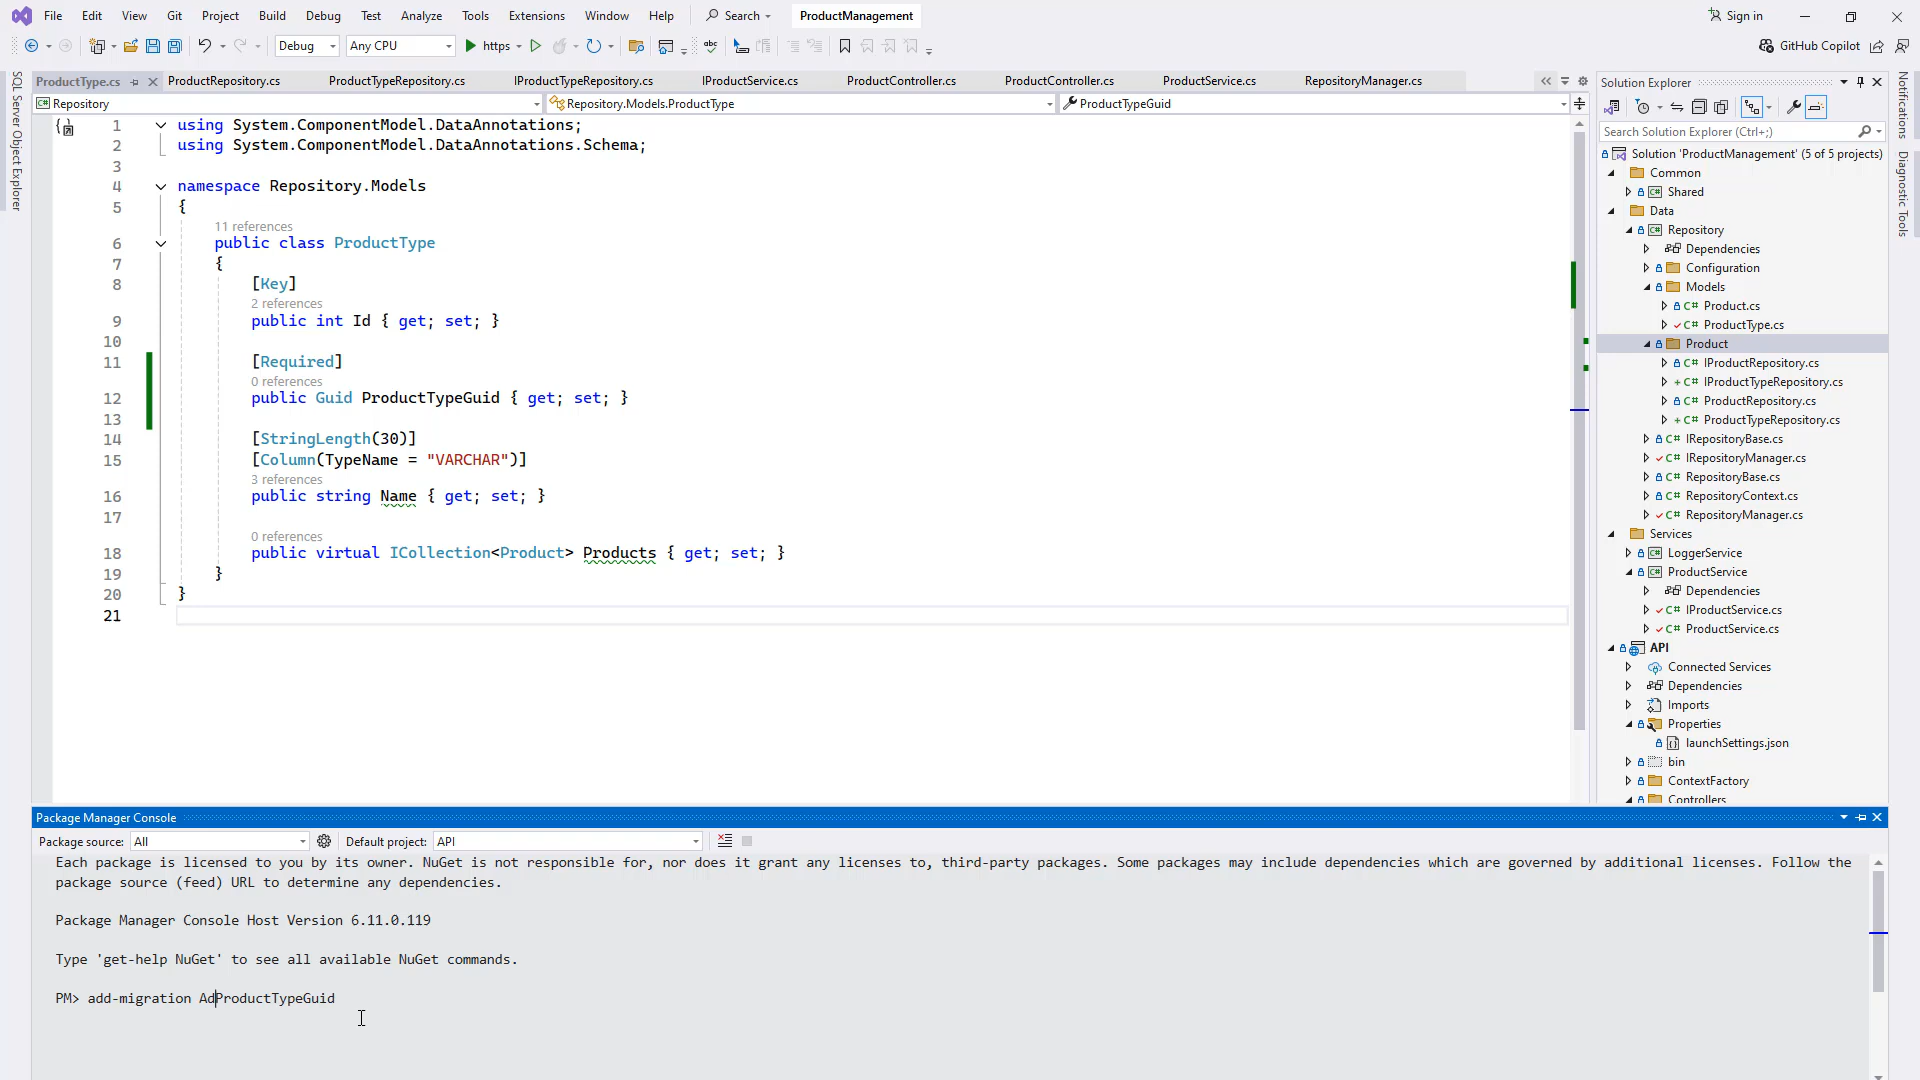 File Edit View Git Project Build Debug Test Analyze Tools Extensions Window Help Search ProductManagement Sign in
Debug Any CPU https GitHub Copilot
ProductType.cs ProductRepository.cs ProductTypeRepository.cs IProductTypeRepository.cs IProductService.cs ProductController.cs ProductController.cs ProductService.cs RepositoryManager.cs
SQL Server Object Explorer
Repository Repository.Models.ProductType ProductTypeGuid
1 using System.ComponentModel.DataAnnotations;
2 using System.ComponentModel.DataAnnotations.Schema;
3
4 namespace Repository.Models
5 {
11 references
6 public class ProductType
7 {
8 [Key]
2 references
9 public int Id { get; set; }
10
11 [Required]
0 references
12 public Guid ProductTypeGuid { get; set; }
13
14 [StringLength(30)]
15 [Column(TypeName = "VARCHAR")]
3 references
16 public string Name { get; set; }
17
0 references
18 public virtual ICollection<Product> Products { get; set; }
19 }
20 }
21
Solution Explorer
Search Solution Explorer (Ctrl+;)
Solution 'ProductManagement' (5 of 5 projects)
Common
C# Shared
Data
C# Repository
Dependencies
Configuration
Models
C# Product.cs
C# ProductType.cs
Product
C# IProductRepository.cs
C# IProductTypeRepository.cs
C# ProductRepository.cs
C# ProductTypeRepository.cs
C# IRepositoryBase.cs
C# IRepositoryManager.cs
C# RepositoryBase.cs
C# RepositoryContext.cs
C# RepositoryManager.cs
Services
C# LoggerService
C# ProductService
Dependencies
C# IProductService.cs
C# ProductService.cs
API
Connected Services
Dependencies
Imports
Properties
launchSettings.json
bin
ContextFactory
Controllers
Notifications
Diagnostic Tools
Package Manager Console
Package source: All Default project: API
Each package is licensed to you by its owner. NuGet is not responsible for, nor does it grant any licenses to, third-party packages. Some packages may include dependencies which are governed by additional licenses. Follow the
package source (feed) URL to determine any dependencies.
Package Manager Console Host Version 6.11.0.119
Type 'get-help NuGet' to see all available NuGet commands.
PM> add-migration AdProductTypeGuid